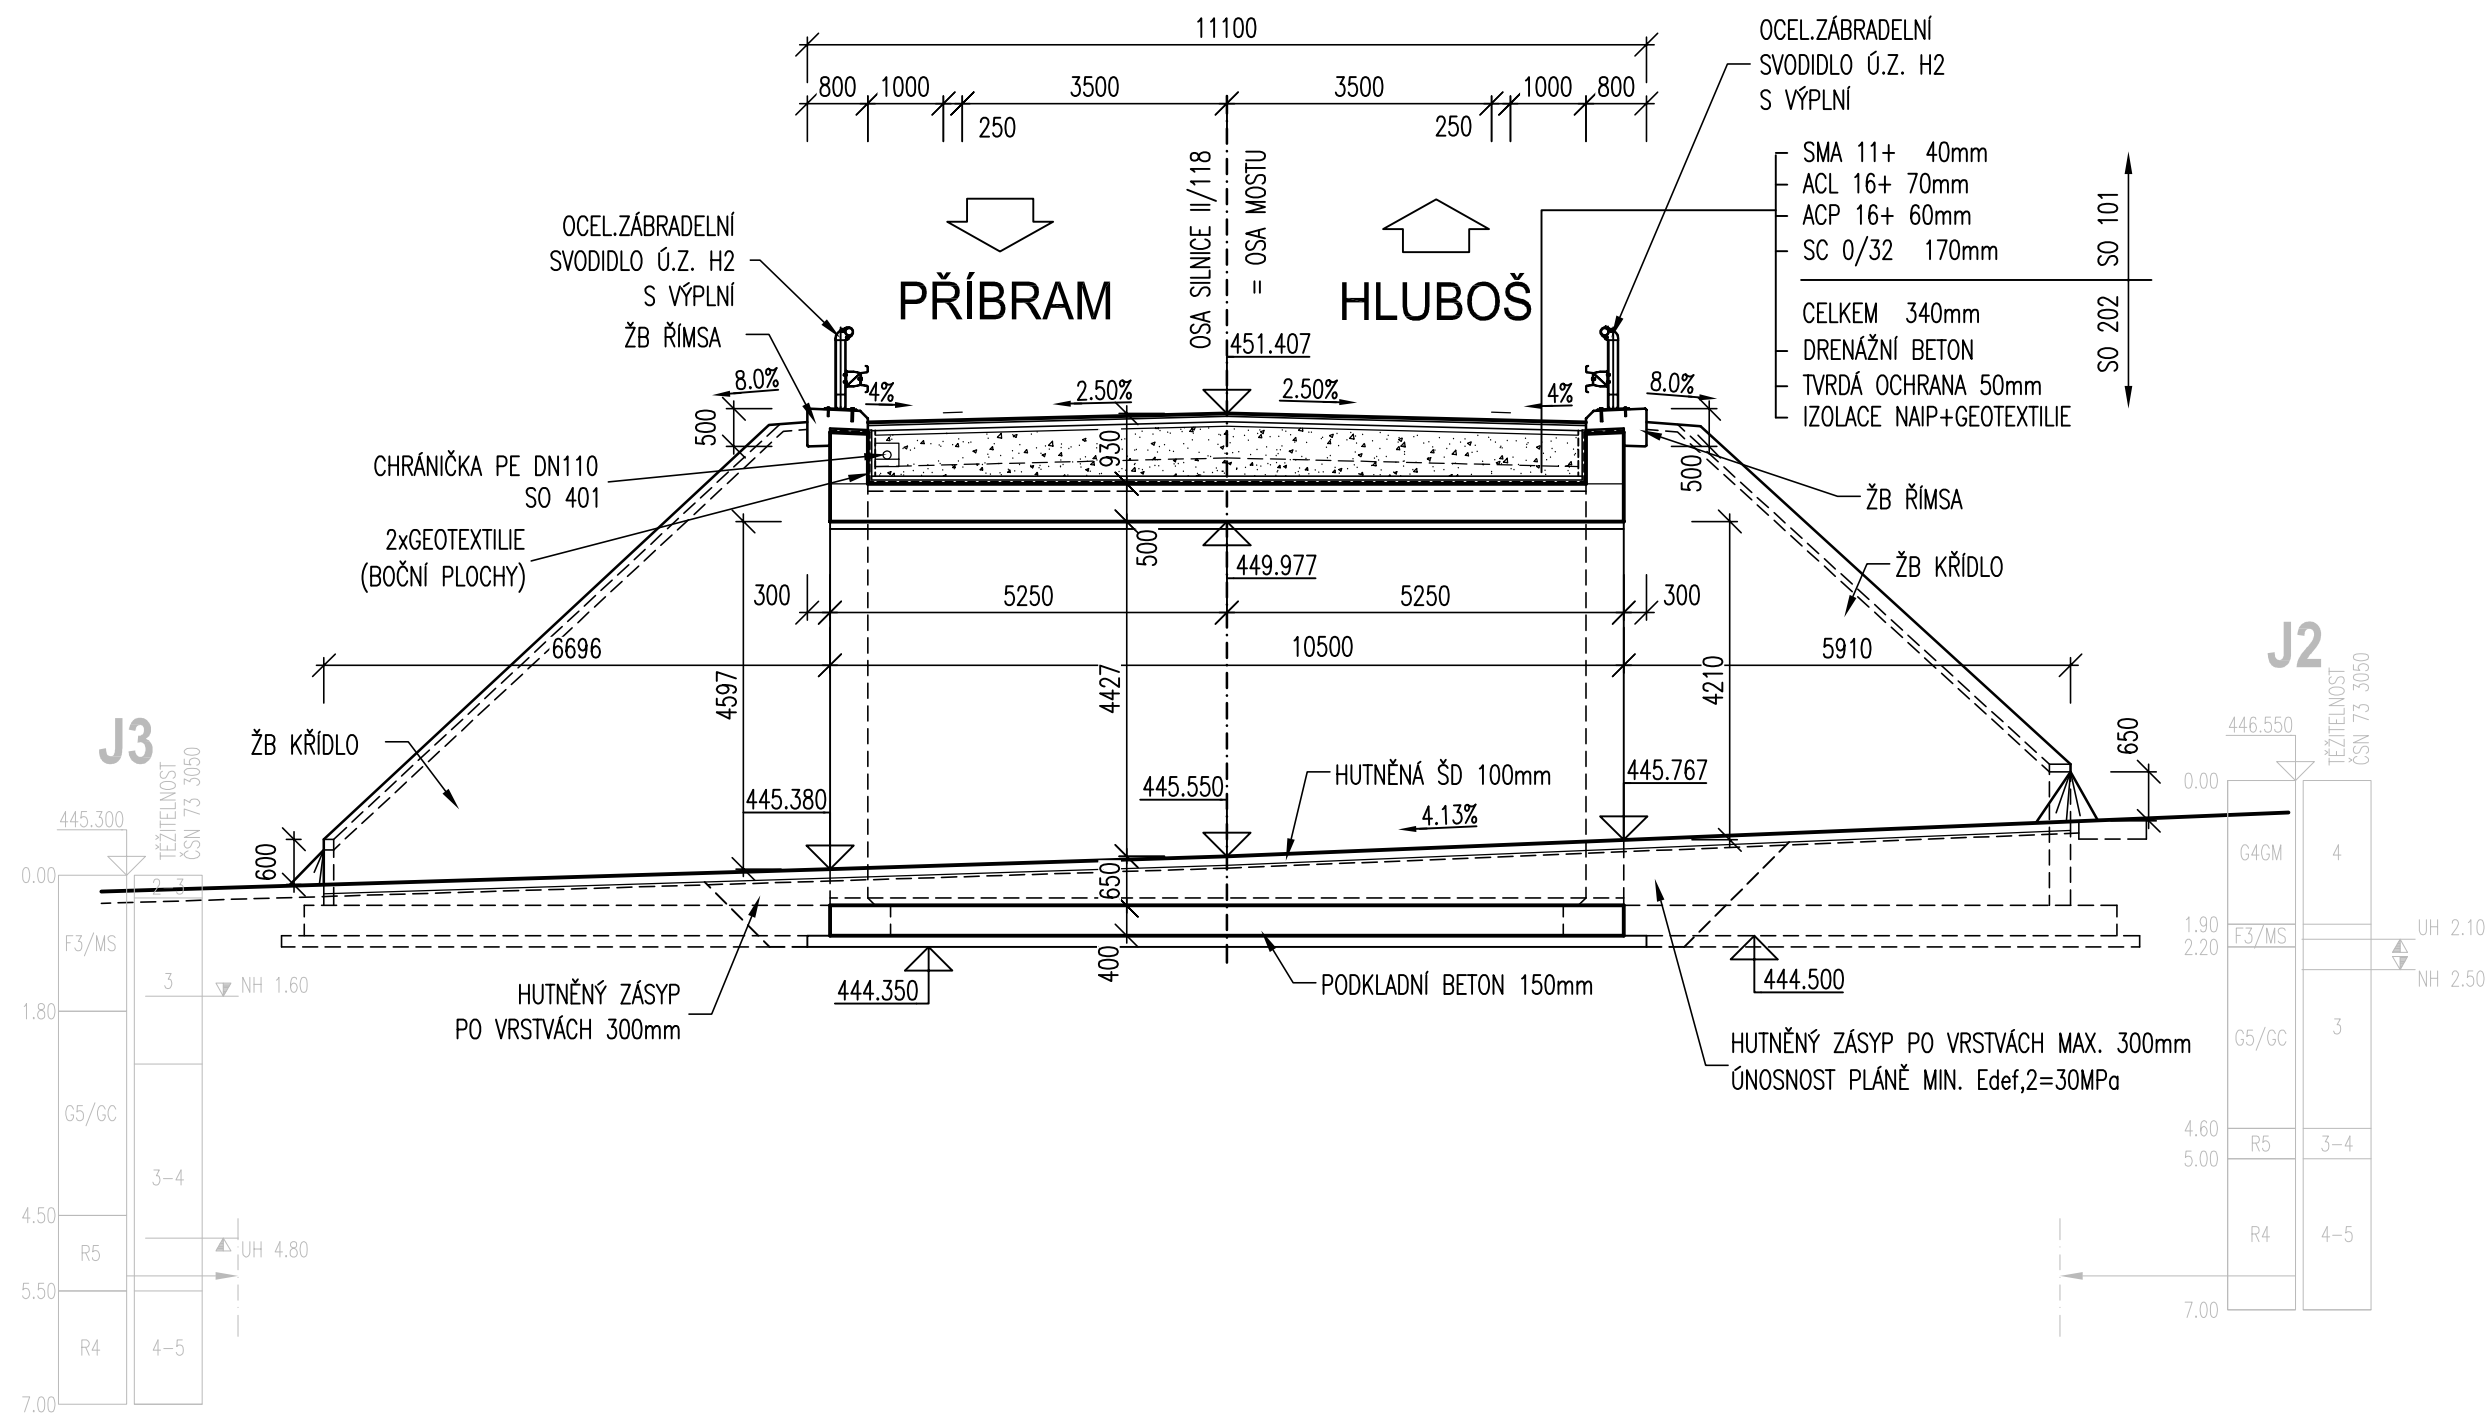 11100
800 1000 3500 3500 1000 800
250 250
OCEL.ZÁBRADELNÍ
SVODIDLO Ú.Z. H2
S VÝPLNÍ
SMA 11+ 40mm
ACL 16+ 70mm
ACP 16+ 60mm
SC 0/32 170mm
CELKEM 340mm
DRENÁŽNÍ BETON
TVRDÁ OCHRANA 50mm
IZOLACE NAIP+GEOTEXTILIE
SO 101
SO 202
OSA SILNICE II/118
= OSA MOSTU
OCEL.ZÁBRADELNÍ
SVODIDLO Ú.Z. H2
S VÝPLNÍ
ŽB ŘÍMSA
PŘÍBRAM
HLUBOŠ
451.407
8.0% 4% 2.50% 2.50% 4% 8.0%
500
930
500
CHRÁNIČKA PE DN110
SO 401
2xGEOTEXTILIE
(BOČNÍ PLOCHY)
ŽB ŘÍMSA
ŽB KŘÍDLO
500
449.977
300 5250 5250 300
6696 10500 5910
4597
4427
4210
ŽB KŘÍDLO
445.380
445.550
HUTNĚNÁ ŠD 100mm
445.767
4.13%
650
600
650
400
444.350
444.500
PODKLADNÍ BETON 150mm
HUTNĚNÝ ZÁSYP
PO VRSTVÁCH 300mm
HUTNĚNÝ ZÁSYP PO VRSTVÁCH MAX. 300mm
ÚNOSNOST PLÁNĚ MIN. Edef,2=30MPa
J3
TĚŽITELNOST
ČSN 73 3050
445.300
0.00
2-3
F3/MS
3
NH 1.60
1.80
G5/GC
3-4
4.50
R5
UH 4.80
5.50
R4
4-5
7.00
J2
TĚŽITELNOST
ČSN 73 3050
446.550
0.00
G4GM
4
1.90
F3/MS
UH 2.10
2.20
NH 2.50
G5/GC
3
4.60
R5
3-4
5.00
R4
4-5
7.00